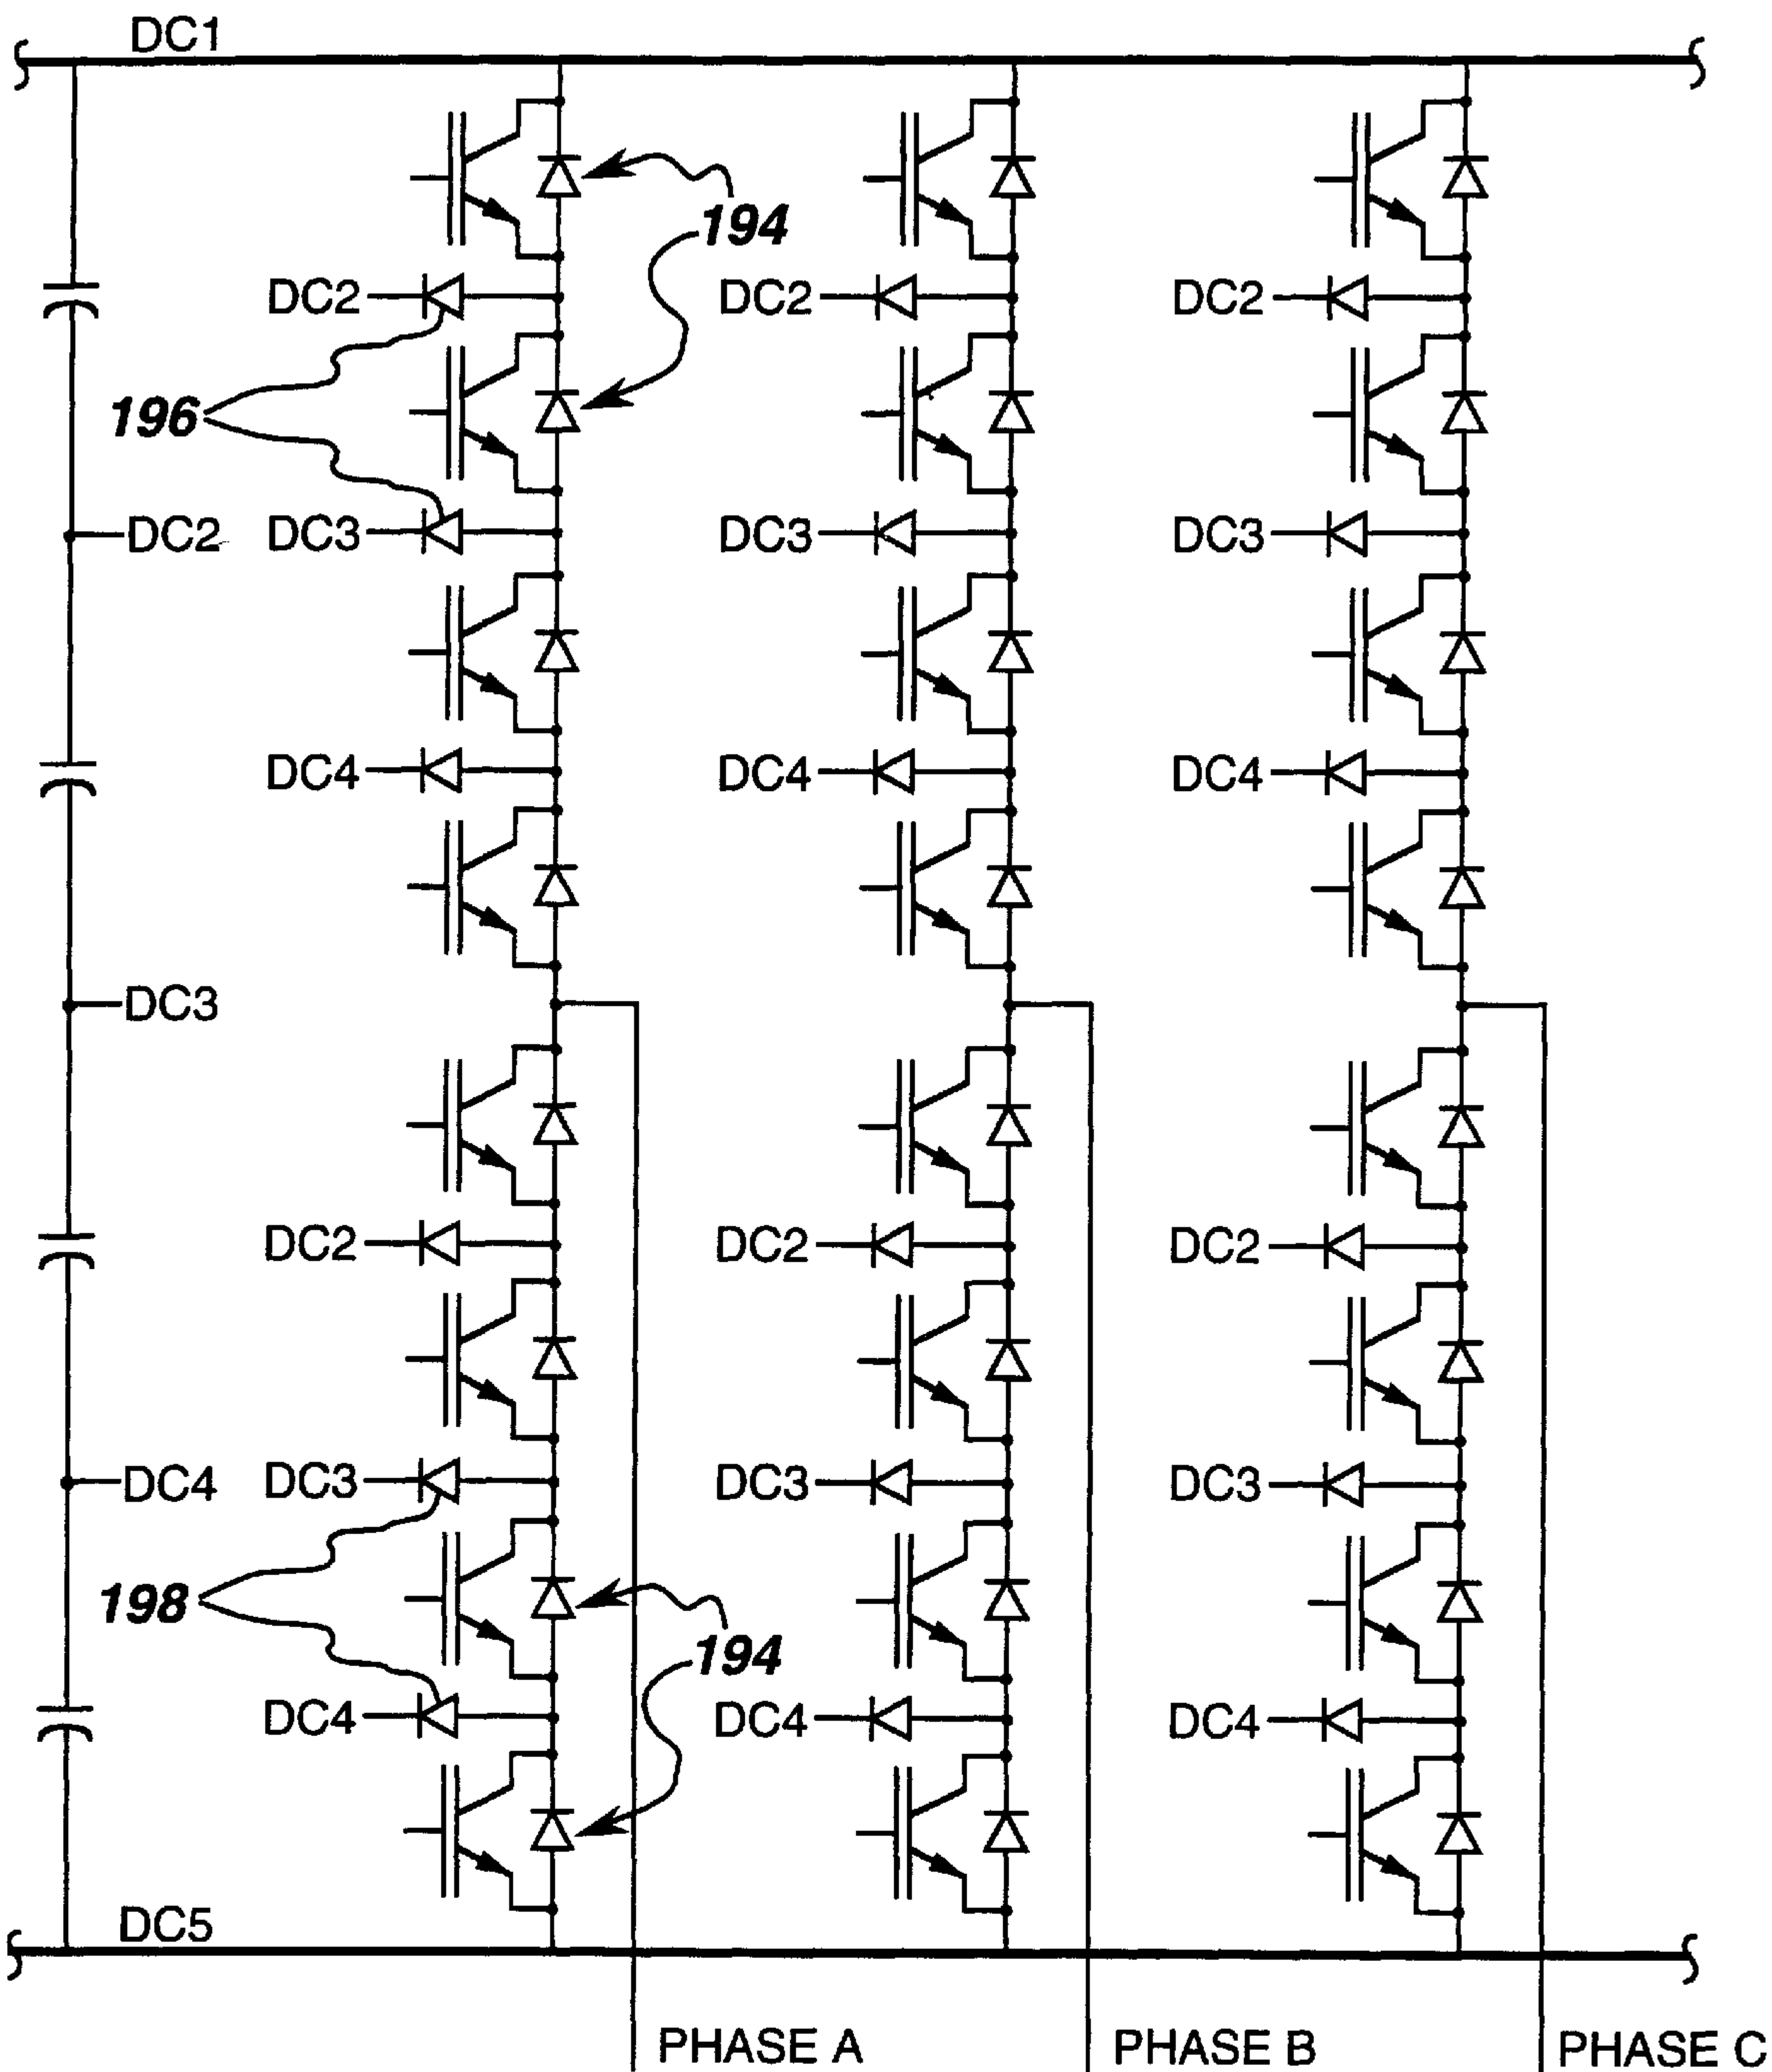 DC1
194
DC2 DC2 DC2
196
DC2 DC3 DC3 DC3
DC4 DC4 DC4
DC3
DC2 DC2 DC2
DC4 DC3 DC3 DC3
198
194
DC4 DC4 DC4
DC5
PHASE A PHASE B PHASE C